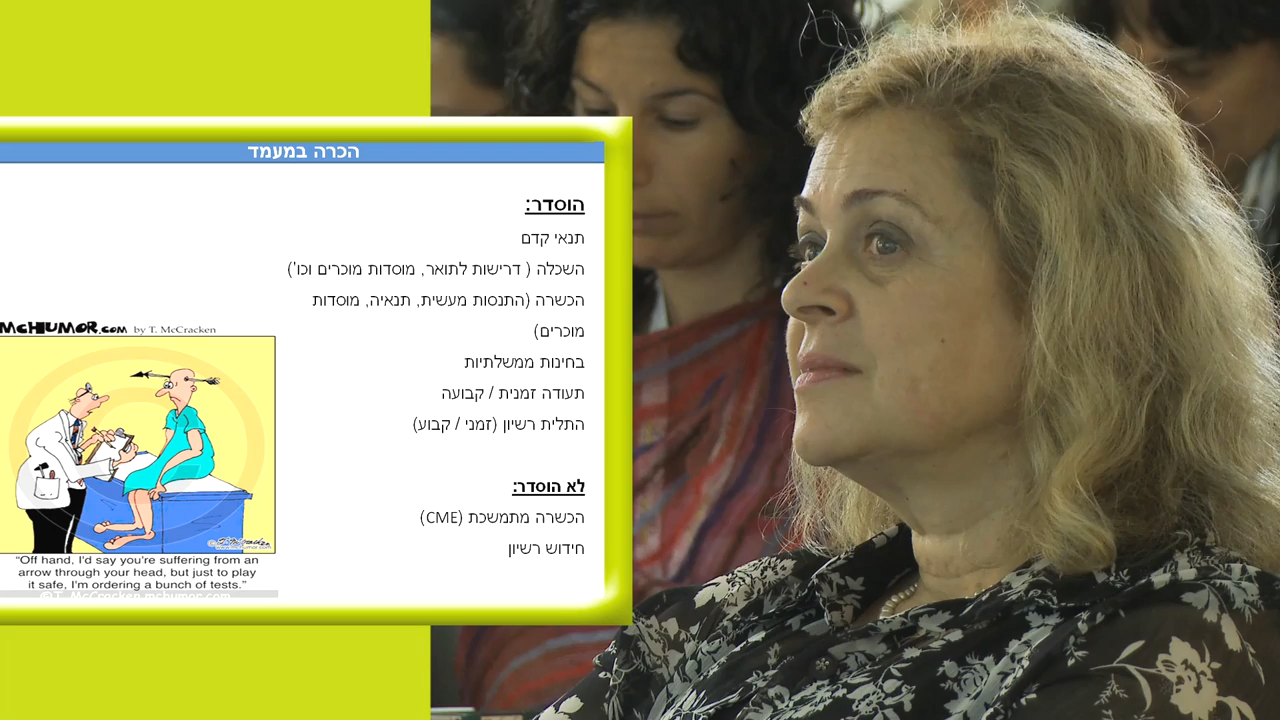 הכרה במעמד
הוסדר:
תנאי קדם
השכלה ( דרישות לתואר, מוסדות מוכרים וכו')
הכשרה (התנסות מעשית, תנאיה, מוסדות
מוכרים)
בחינות ממשלתיות
תעודה זמנית / קבועה
התלית רשיון (זמני / קבוע)
לא הוסדר:
הכשרה מתמשכת (CME)
חידוש רשיון
McHUMOR.com by T. McCracken
"Off hand, I'd say you're suffering from an
arrow through your head, but just to play
it safe, I'm ordering a bunch of tests."
©T. McCracken mchumor.com